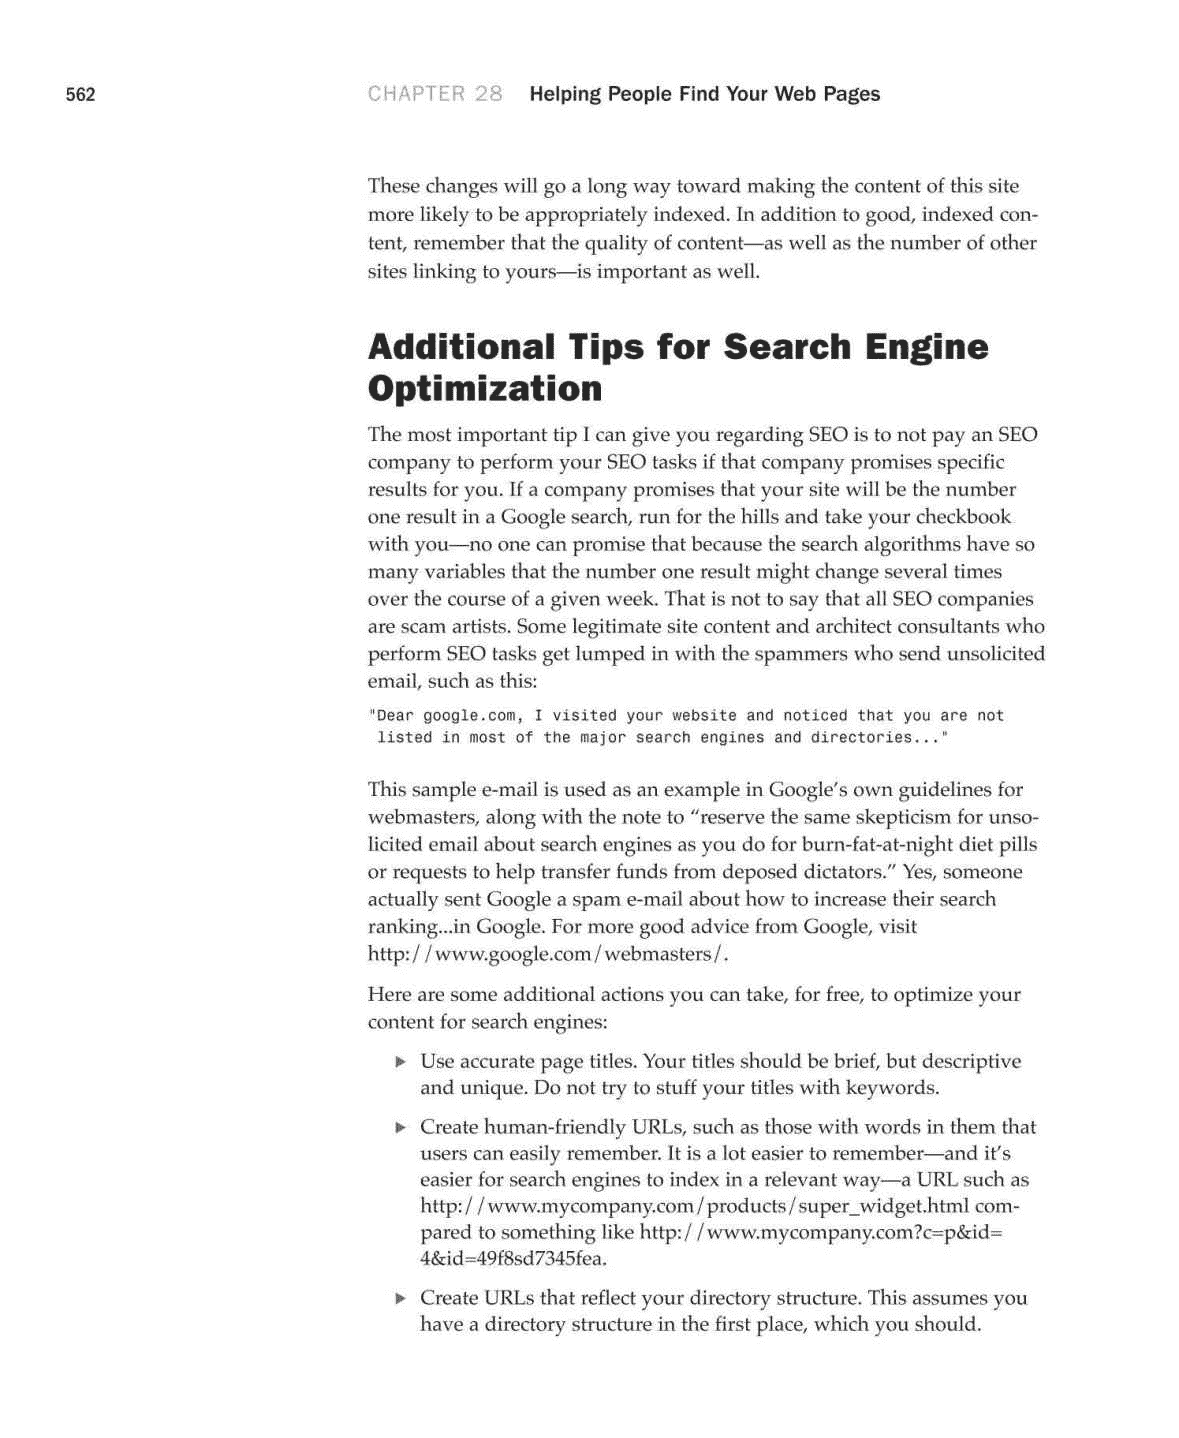 562
CHAPTER 28 Helping People Find Your Web Pages
These changes will go a long way toward making the content of this site
more likely to be appropriately indexed. In addition to good, indexed con-
tent, remember that the quality of content—as well as the number of other
sites linking to yours—is important as well.
Additional Tips for Search Engine
Optimization
The most important tip I can give you regarding SEO is to not pay an SEO
company to perform your SEO tasks if that company promises specific
results for you. If a company promises that your site will be the number
one result in a Google search, run for the hills and take your checkbook
with you—no one can promise that because the search algorithms have so
many variables that the number one result might change several times
over the course of a given week. That is not to say that all SEO companies
are scam artists. Some legitimate site content and architect consultants who
perform SEO tasks get lumped in with the spammers who send unsolicited
email, such as this:
"Dear google.com, I visited your website and noticed that you are not
listed in most of the major search engines and directories..."
This sample e-mail is used as an example in Google's own guidelines for
webmasters, along with the note to “reserve the same skepticism for unso-
licited email about search engines as you do for burn-fat-at-night diet pills
or requests to help transfer funds from deposed dictators.” Yes, someone
actually sent Google a spam e-mail about how to increase their search
ranking...in Google. For more good advice from Google, visit
http://www.google.com/webmasters/.
Here are some additional actions you can take, for free, to optimize your
content for search engines:
▶ Use accurate page titles. Your titles should be brief, but descriptive
and unique. Do not try to stuff your titles with keywords.
▶ Create human-friendly URLs, such as those with words in them that
users can easily remember. It is a lot easier to remember—and it's
easier for search engines to index in a relevant way—a URL such as
http://www.mycompany.com/products/super_widget.html com-
pared to something like http://www.mycompany.com?c=p&id=
4&id=49f8sd7345fea.
▶ Create URLs that reflect your directory structure. This assumes you
have a directory structure in the first place, which you should.